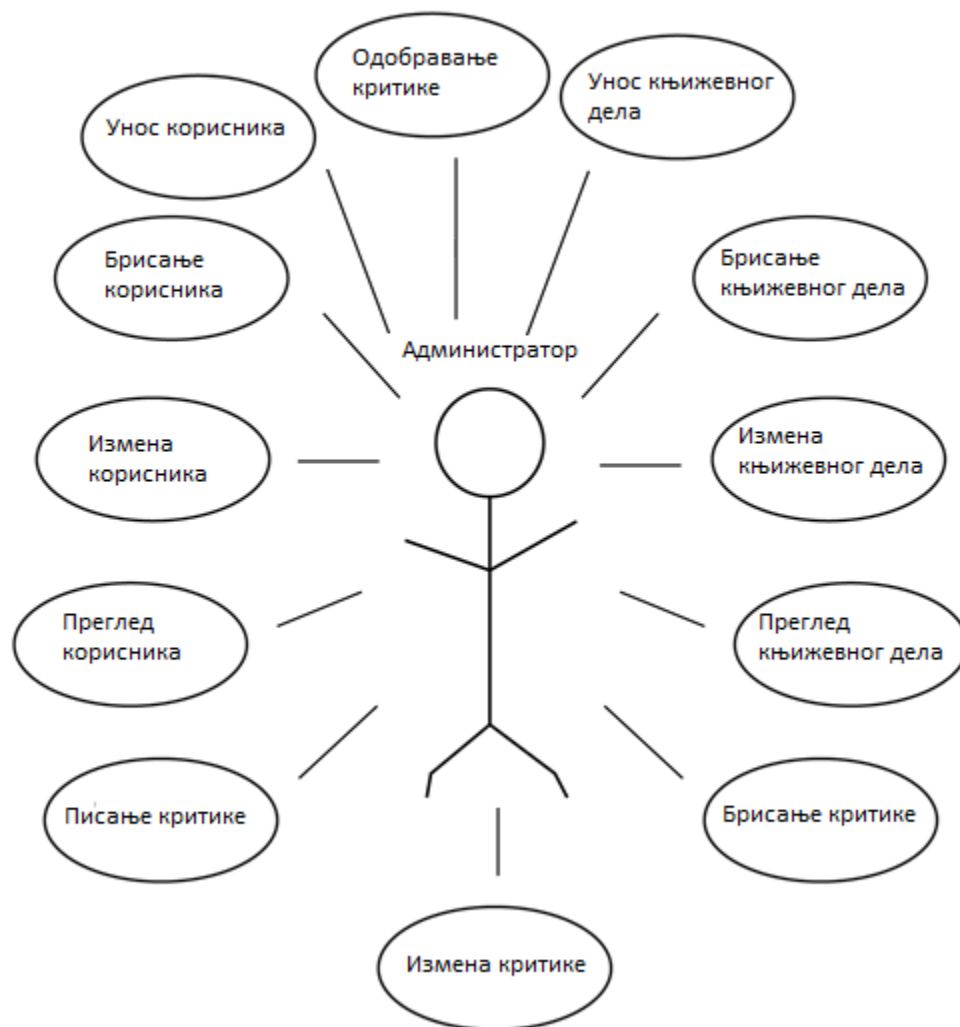 Одобравање
критике
Унос књижевног
дела
Унос корисника
Брисање
корисника
Брисање
књижевног дела
Администратор
Измена
корисника
Измена
књижевног дела
Преглед
корисника
Преглед
књижевног дела
Писање критике
Брисање критике
Измена критике